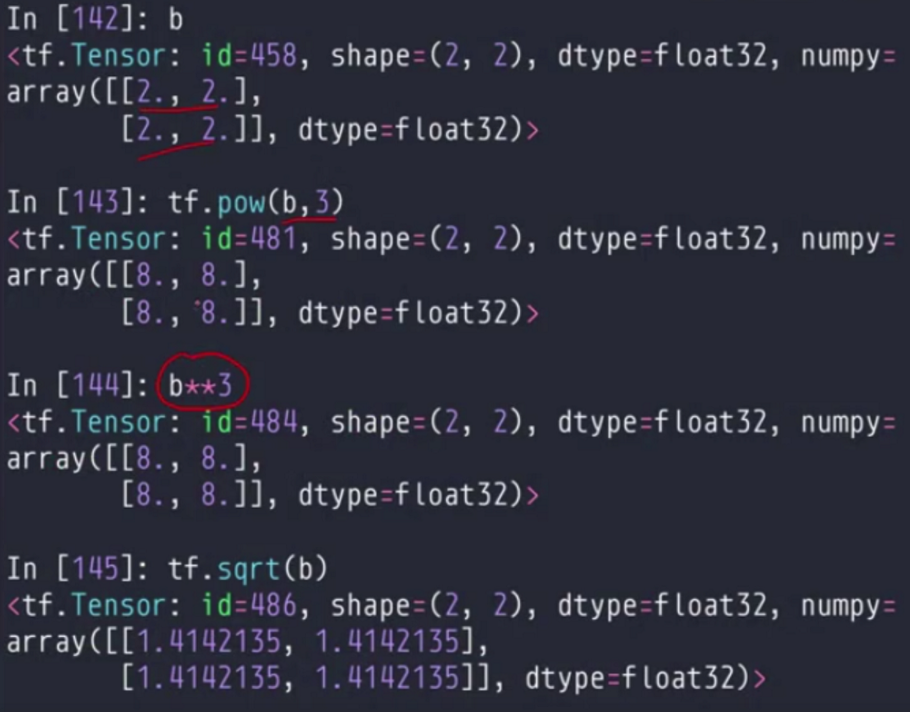 In [142]: b
<tf.Tensor: id=458, shape=(2, 2), dtype=float32, numpy=
array([[2., 2.],
       [2., 2.]], dtype=float32)>
In [143]: tf.pow(b,3)
<tf.Tensor: id=481, shape=(2, 2), dtype=float32, numpy=
array([[8., 8.],
       [8., 8.]], dtype=float32)>
In [144]: b**3
<tf.Tensor: id=484, shape=(2, 2), dtype=float32, numpy=
array([[8., 8.],
       [8., 8.]], dtype=float32)>
In [145]: tf.sqrt(b)
<tf.Tensor: id=486, shape=(2, 2), dtype=float32, numpy=
array([[1.4142135, 1.4142135],
       [1.4142135, 1.4142135]], dtype=float32)>